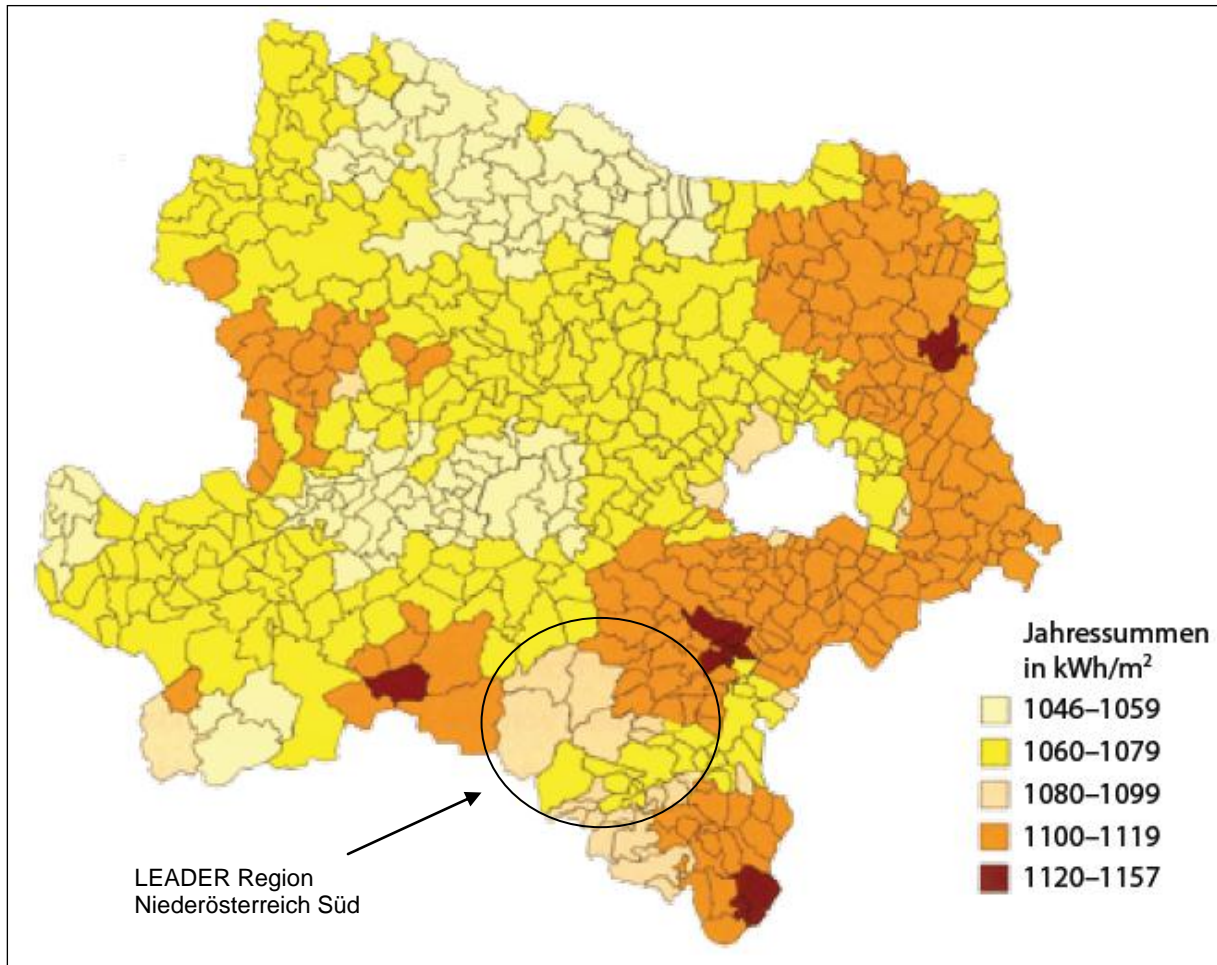 Jahressummen
in kWh/m²
1046–1059
1060–1079
1080–1099
1100–1119
1120–1157
LEADER Region
Niederösterreich Süd